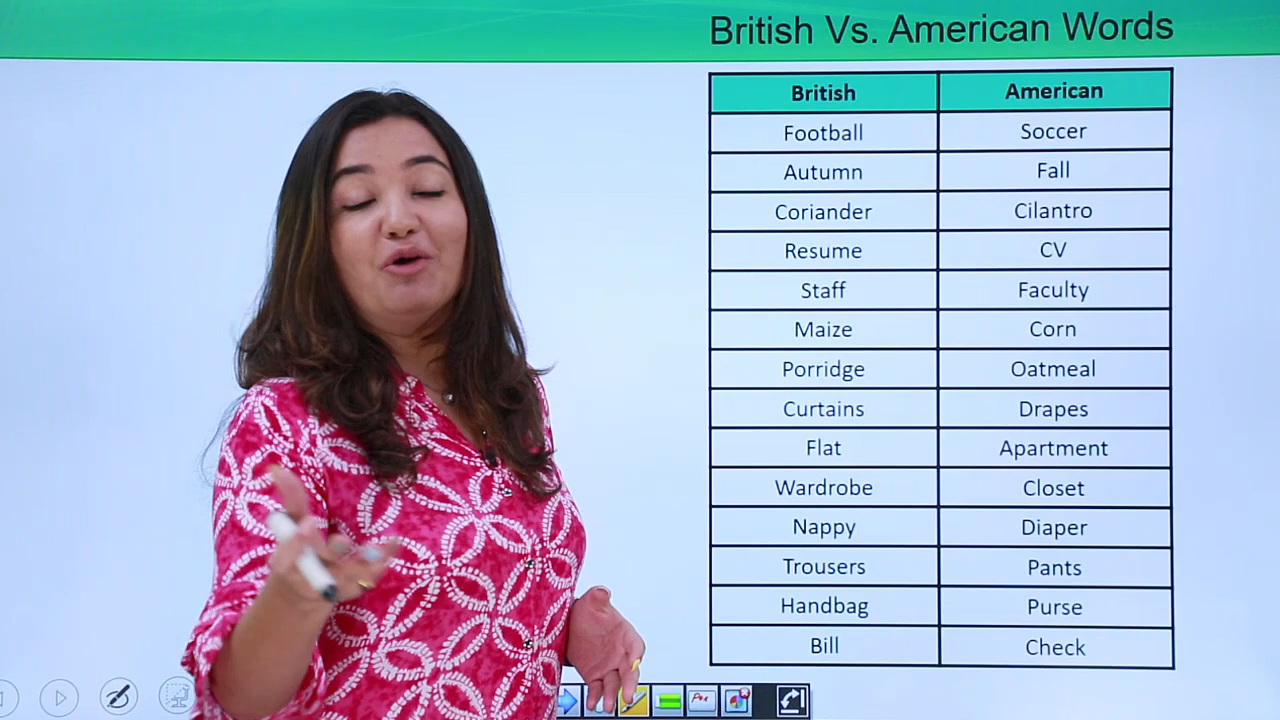 British Vs. American Words
British American
Football Soccer
Autumn Fall
Coriander Cilantro
Resume CV
Staff Faculty
Maize Corn
Porridge Oatmeal
Curtains Drapes
Flat Apartment
Wardrobe Closet
Nappy Diaper
Trousers Pants
Handbag Purse
Bill Check